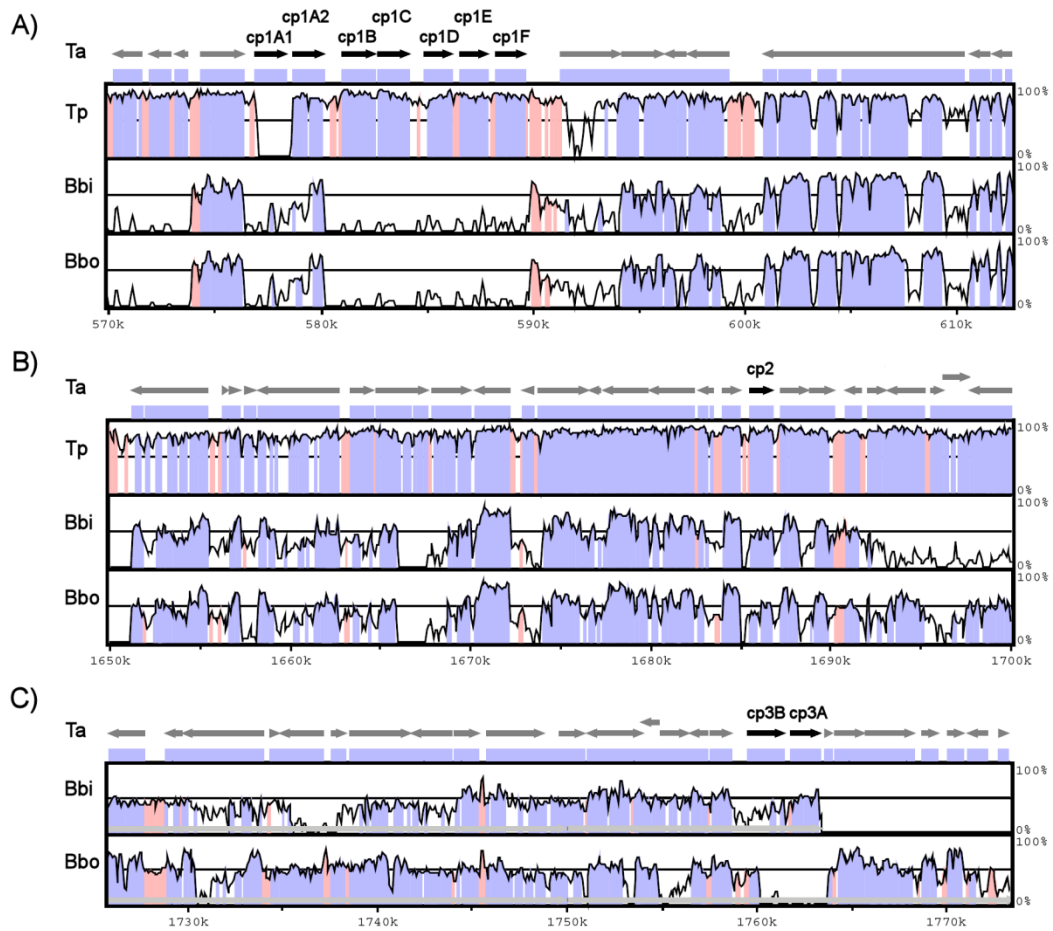 A)
cp1A2 cp1C cp1E
cp1A1 cp1B cp1D cp1F
Ta
Tp
100%
0%
Bbi
100%
0%
Bbo
100%
0%
570k 580k 590k 600k 610k
B)
cp2
Ta
Tp
100%
0%
Bbi
100%
0%
Bbo
100%
0%
1650k 1660k 1670k 1680k 1690k 1700k
C)
cp3B cp3A
Ta
Bbi
100%
0%
Bbo
100%
0%
1730k 1740k 1750k 1760k 1770k